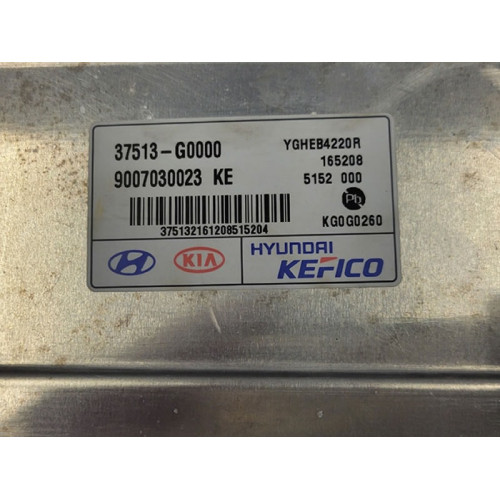 37513-G0000
YGHEB4220R
165208
9007030023 KE
5152 000
Pb
KG0G0260
375132161208515204
KIA
HYUNDAI
KEFICO